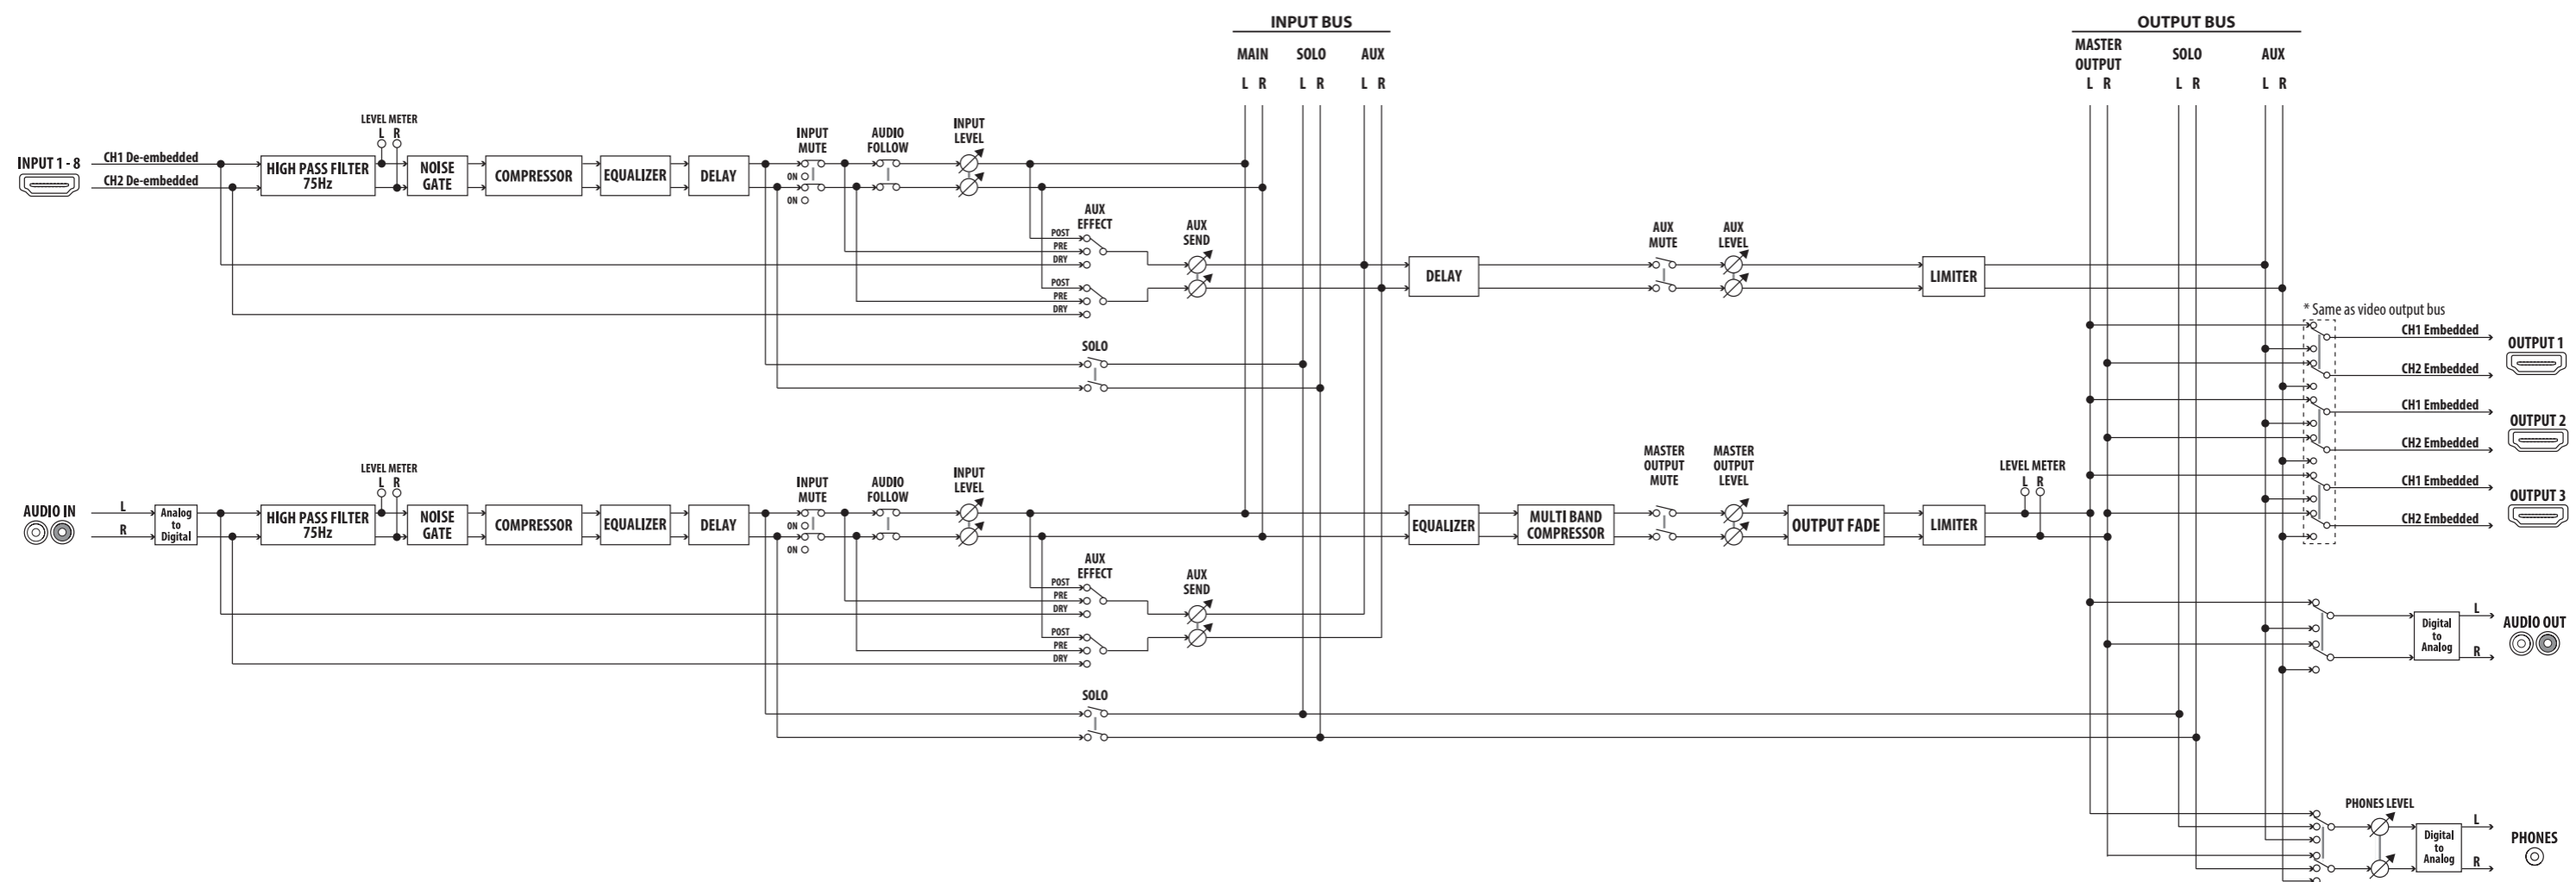 INPUT BUS
OUTPUT BUS
MAIN SOLO AUX
MASTER
OUTPUT
SOLO AUX
L R L R L R
L R L R L R
INPUT 1 - 8
CH1 De-embedded
CH2 De-embedded
HIGH PASS FILTER
75Hz
LEVEL METER
L R
NOISE
GATE
COMPRESSOR
EQUALIZER
DELAY
INPUT
MUTE
ON
ON
AUDIO
FOLLOW
INPUT
LEVEL
AUX
EFFECT
POST
PRE
DRY
POST
PRE
DRY
AUX
SEND
SOLO
DELAY
AUX
MUTE
AUX
LEVEL
LIMITER
* Same as video output bus
CH1 Embedded
CH2 Embedded
OUTPUT 1
CH1 Embedded
CH2 Embedded
OUTPUT 2
CH1 Embedded
CH2 Embedded
OUTPUT 3
AUDIO IN
L
R
Analog
to
Digital
HIGH PASS FILTER
75Hz
LEVEL METER
L R
NOISE
GATE
COMPRESSOR
EQUALIZER
DELAY
INPUT
MUTE
ON
ON
AUDIO
FOLLOW
INPUT
LEVEL
AUX
EFFECT
POST
PRE
DRY
POST
PRE
DRY
AUX
SEND
SOLO
EQUALIZER
MULTI BAND
COMPRESSOR
MASTER
OUTPUT
MUTE
MASTER
OUTPUT
LEVEL
OUTPUT FADE
LIMITER
LEVEL METER
L R
Digital
to
Analog
L
R
AUDIO OUT
PHONES LEVEL
Digital
to
Analog
L
R
PHONES